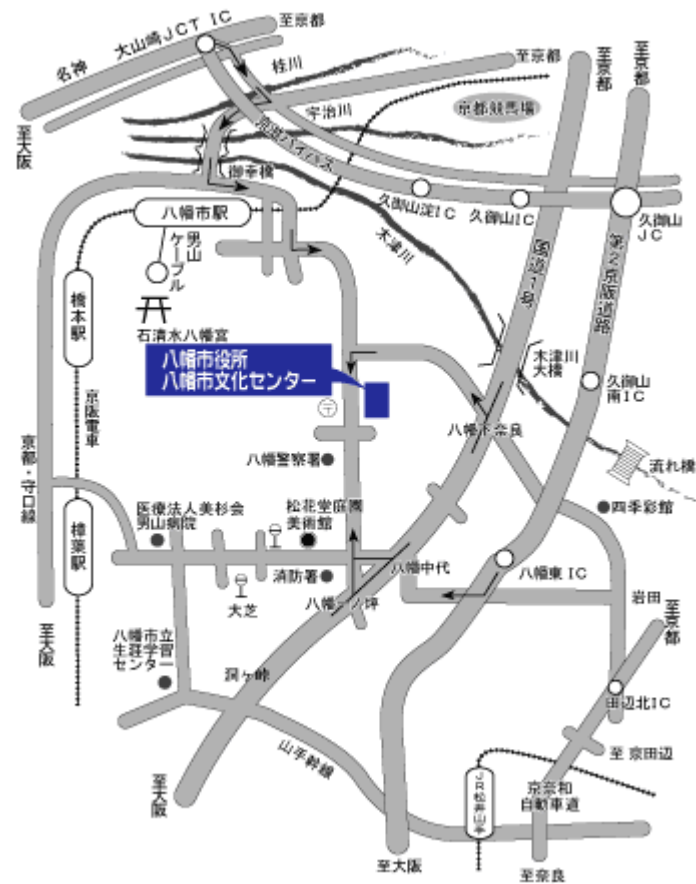 大山崎JCT IC
至京都
名神
桂川
至京都
至京都
至京都
宇治川
京都競馬場
至大阪
京滋バイパス
御幸橋
久御山淀IC
久御山IC
久御山
JC
八幡市駅
男山
ケーブル
木津川
国道1号
第2京阪道路
橋本駅
石清水八幡宮
八幡市役所
八幡市文化センター
木津川
大橋
久御山
南IC
〒
京阪電車
八幡下奈良
京都・守口線
八幡警察署
流れ橋
医療法人美杉会
男山病院
松花堂庭園
美術館
四季彩館
樟葉駅
消防署
八幡中代
八幡東IC
大芝
八幡一ノ坪
岩田
至京都
至大阪
八幡市立
生涯学習
センター
洞ヶ峠
田辺北IC
山手幹線
至京田辺
至大阪
JR松井山手
京奈和
自動車道
至大阪
至奈良